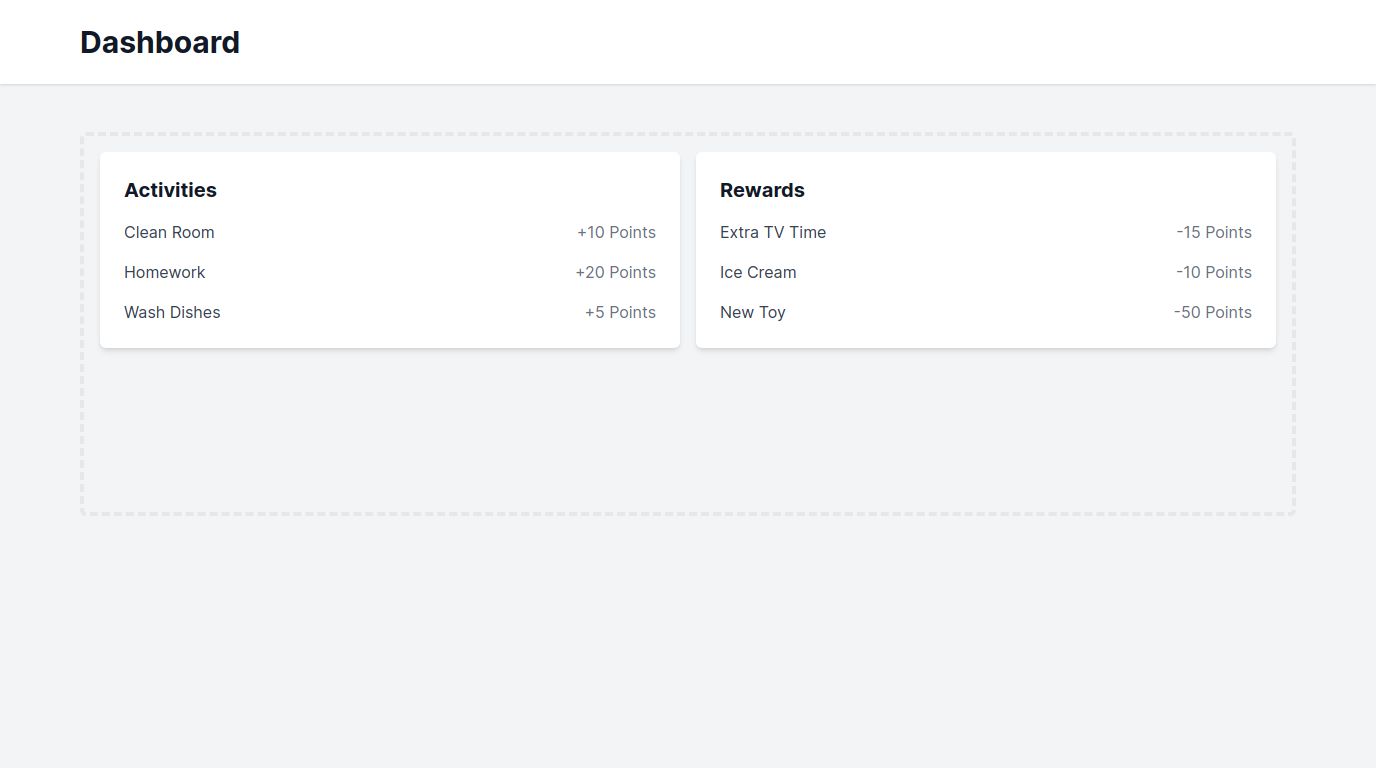 Dashboard
Activities
Clean Room +10 Points
Homework +20 Points
Wash Dishes +5 Points
Rewards
Extra TV Time -15 Points
Ice Cream -10 Points
New Toy -50 Points